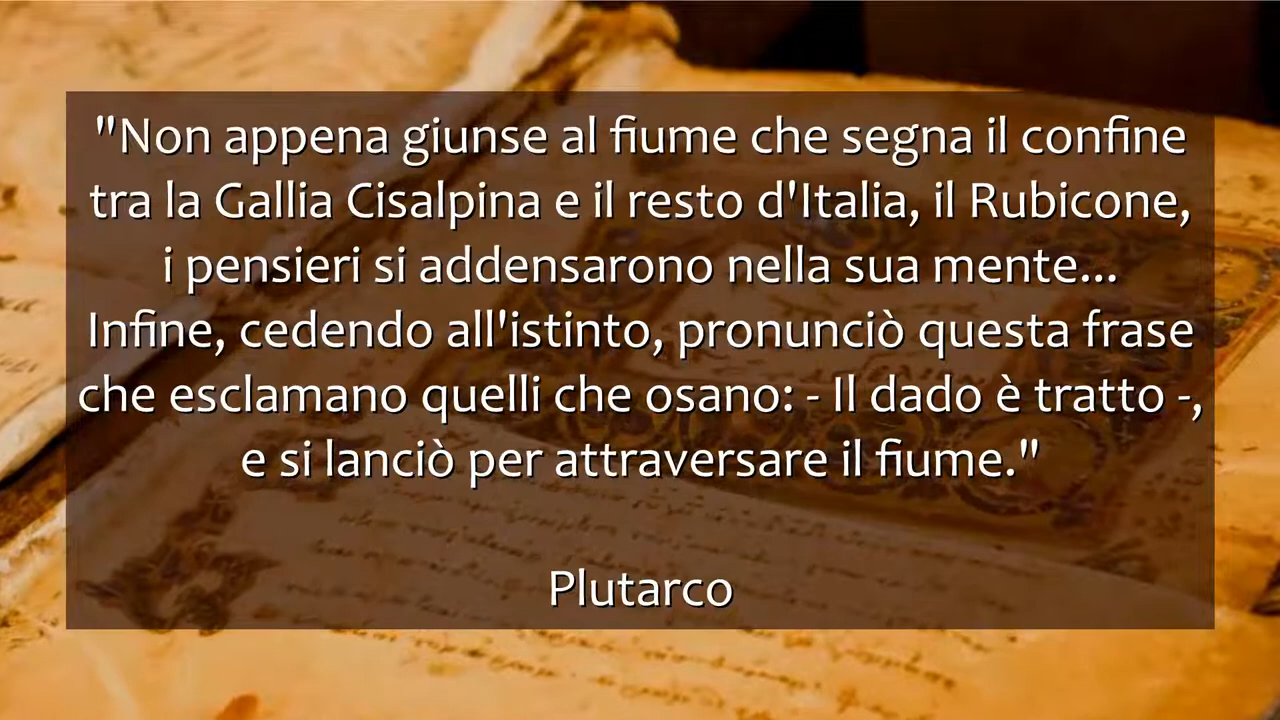 "Non appena giunse al fiume che segna il confine
tra la Gallia Cisalpina e il resto d'Italia, il Rubicone,
i pensieri si addensarono nella sua mente...
Infine, cedendo all'istinto, pronunciò questa frase
che esclamano quelli che osano: - Il dado è tratto -,
e si lanciò per attraversare il fiume."
Plutarco